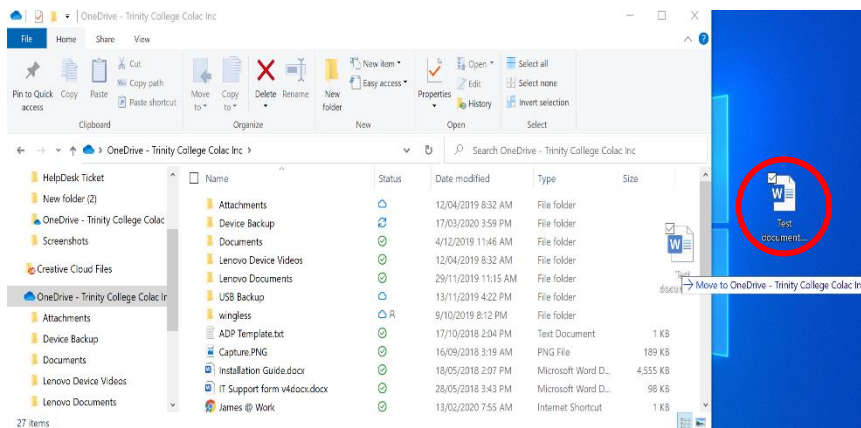 OneDrive - Trinity College Colac Inc
File Home Share View
Pin to Quick access
Copy
Paste
Cut
Copy path
Paste shortcut
Clipboard
Move to
Copy to
Delete
Rename
Organize
New folder
New item
Easy access
New
Properties
Open
Edit
History
Open
Select all
Select none
Invert selection
Select
OneDrive - Trinity College Colac Inc
Search OneDrive - Trinity College Colac Inc
HelpDesk Ticket
New folder (2)
OneDrive - Trinity College Colac
Screenshots
Creative Cloud Files
OneDrive - Trinity College Colac Ir
Attachments
Device Backup
Documents
Lenovo Device Videos
Lenovo Documents
Name Status Date modified Type Size
Attachments 12/04/2019 8:32 AM File folder
Device Backup 17/03/2020 3:59 PM File folder
Documents 4/12/2019 11:46 AM File folder
Lenovo Device Videos 12/04/2019 8:32 AM File folder
Lenovo Documents 29/11/2019 11:15 AM File folder
USB Backup 13/11/2019 4:22 PM File folder
wingless 9/10/2019 8:12 PM File folder
ADP Template.txt 17/10/2018 2:04 PM Text Document 1 KB
Capture.PNG 16/09/2018 3:19 AM PNG File 189 KB
Installation Guide.docx 18/05/2018 2:07 PM Microsoft Word D... 4,555 KB
IT Support form v4docx.docx 28/05/2018 3:43 PM Microsoft Word D... 98 KB
James @ Work 13/02/2020 7:55 AM Internet Shortcut 1 KB
Move to OneDrive - Trinity College Colac In
Test
document...
27 items